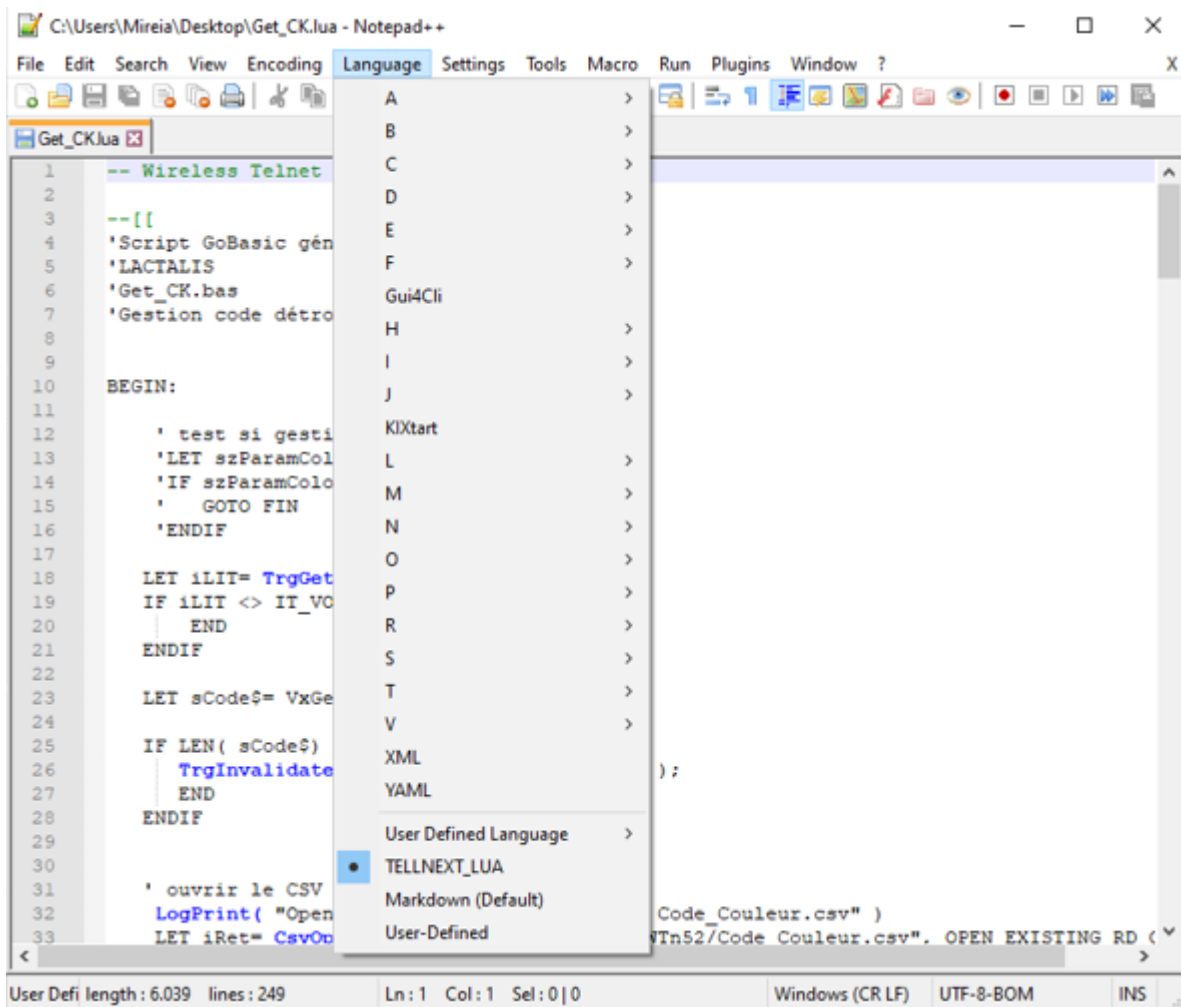 C:\Users\Mireia\Desktop\Get_CK.lua - Notepad++
File Edit Search View Encoding Language Settings Tools Macro Run Plugins Window ? X
Get_CK.lua
A
B
C
D
E
F
Gui4Cli
H
I
J
KIXtart
L
M
N
O
P
R
S
T
V
XML
YAML
User Defined Language
TELLNEXT_LUA
Markdown (Default)
User-Defined
1 -- Wireless Telnet
2
3 --[[
4 'Script GoBasic gén
5 'LACTALIS
6 'Get_CK.bas
7 'Gestion code détro
8
9
10 BEGIN:
11
12 ' test si gesti
13 'LET szParamCol
14 'IF szParamColo
15 ' GOTO FIN
16 'ENDIF
17
18 LET iLIT= TrgGet
19 IF iLIT <> IT_VO
20 END
21 ENDIF
22
23 LET sCode$= VxGe
24
25 IF LEN( sCode$)
26 TrgInvalidate );
27 END
28 ENDIF
29
30
31 ' ouvrir le CSV
32 LogPrint( "Open Code_Couleur.csv" )
33 LET iRet= CsvOp WTn52/Code_Couleur.csv", OPEN_EXISTING_RD_O
User Defi length : 6.039 lines : 249 Ln : 1 Col : 1 Sel : 0 | 0 Windows (CR LF) UTF-8-BOM INS